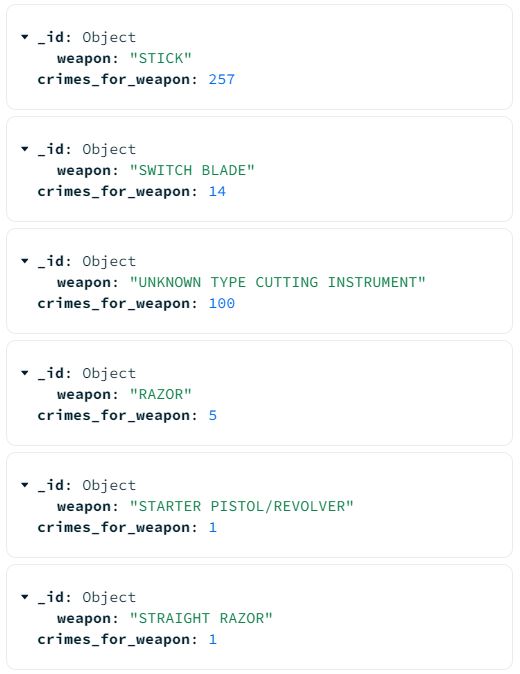 _id: Object
weapon: "STICK"
crimes_for_weapon: 257
_id: Object
weapon: "SWITCH BLADE"
crimes_for_weapon: 14
_id: Object
weapon: "UNKNOWN TYPE CUTTING INSTRUMENT"
crimes_for_weapon: 100
_id: Object
weapon: "RAZOR"
crimes_for_weapon: 5
_id: Object
weapon: "STARTER PISTOL/REVOLVER"
crimes_for_weapon: 1
_id: Object
weapon: "STRAIGHT RAZOR"
crimes_for_weapon: 1